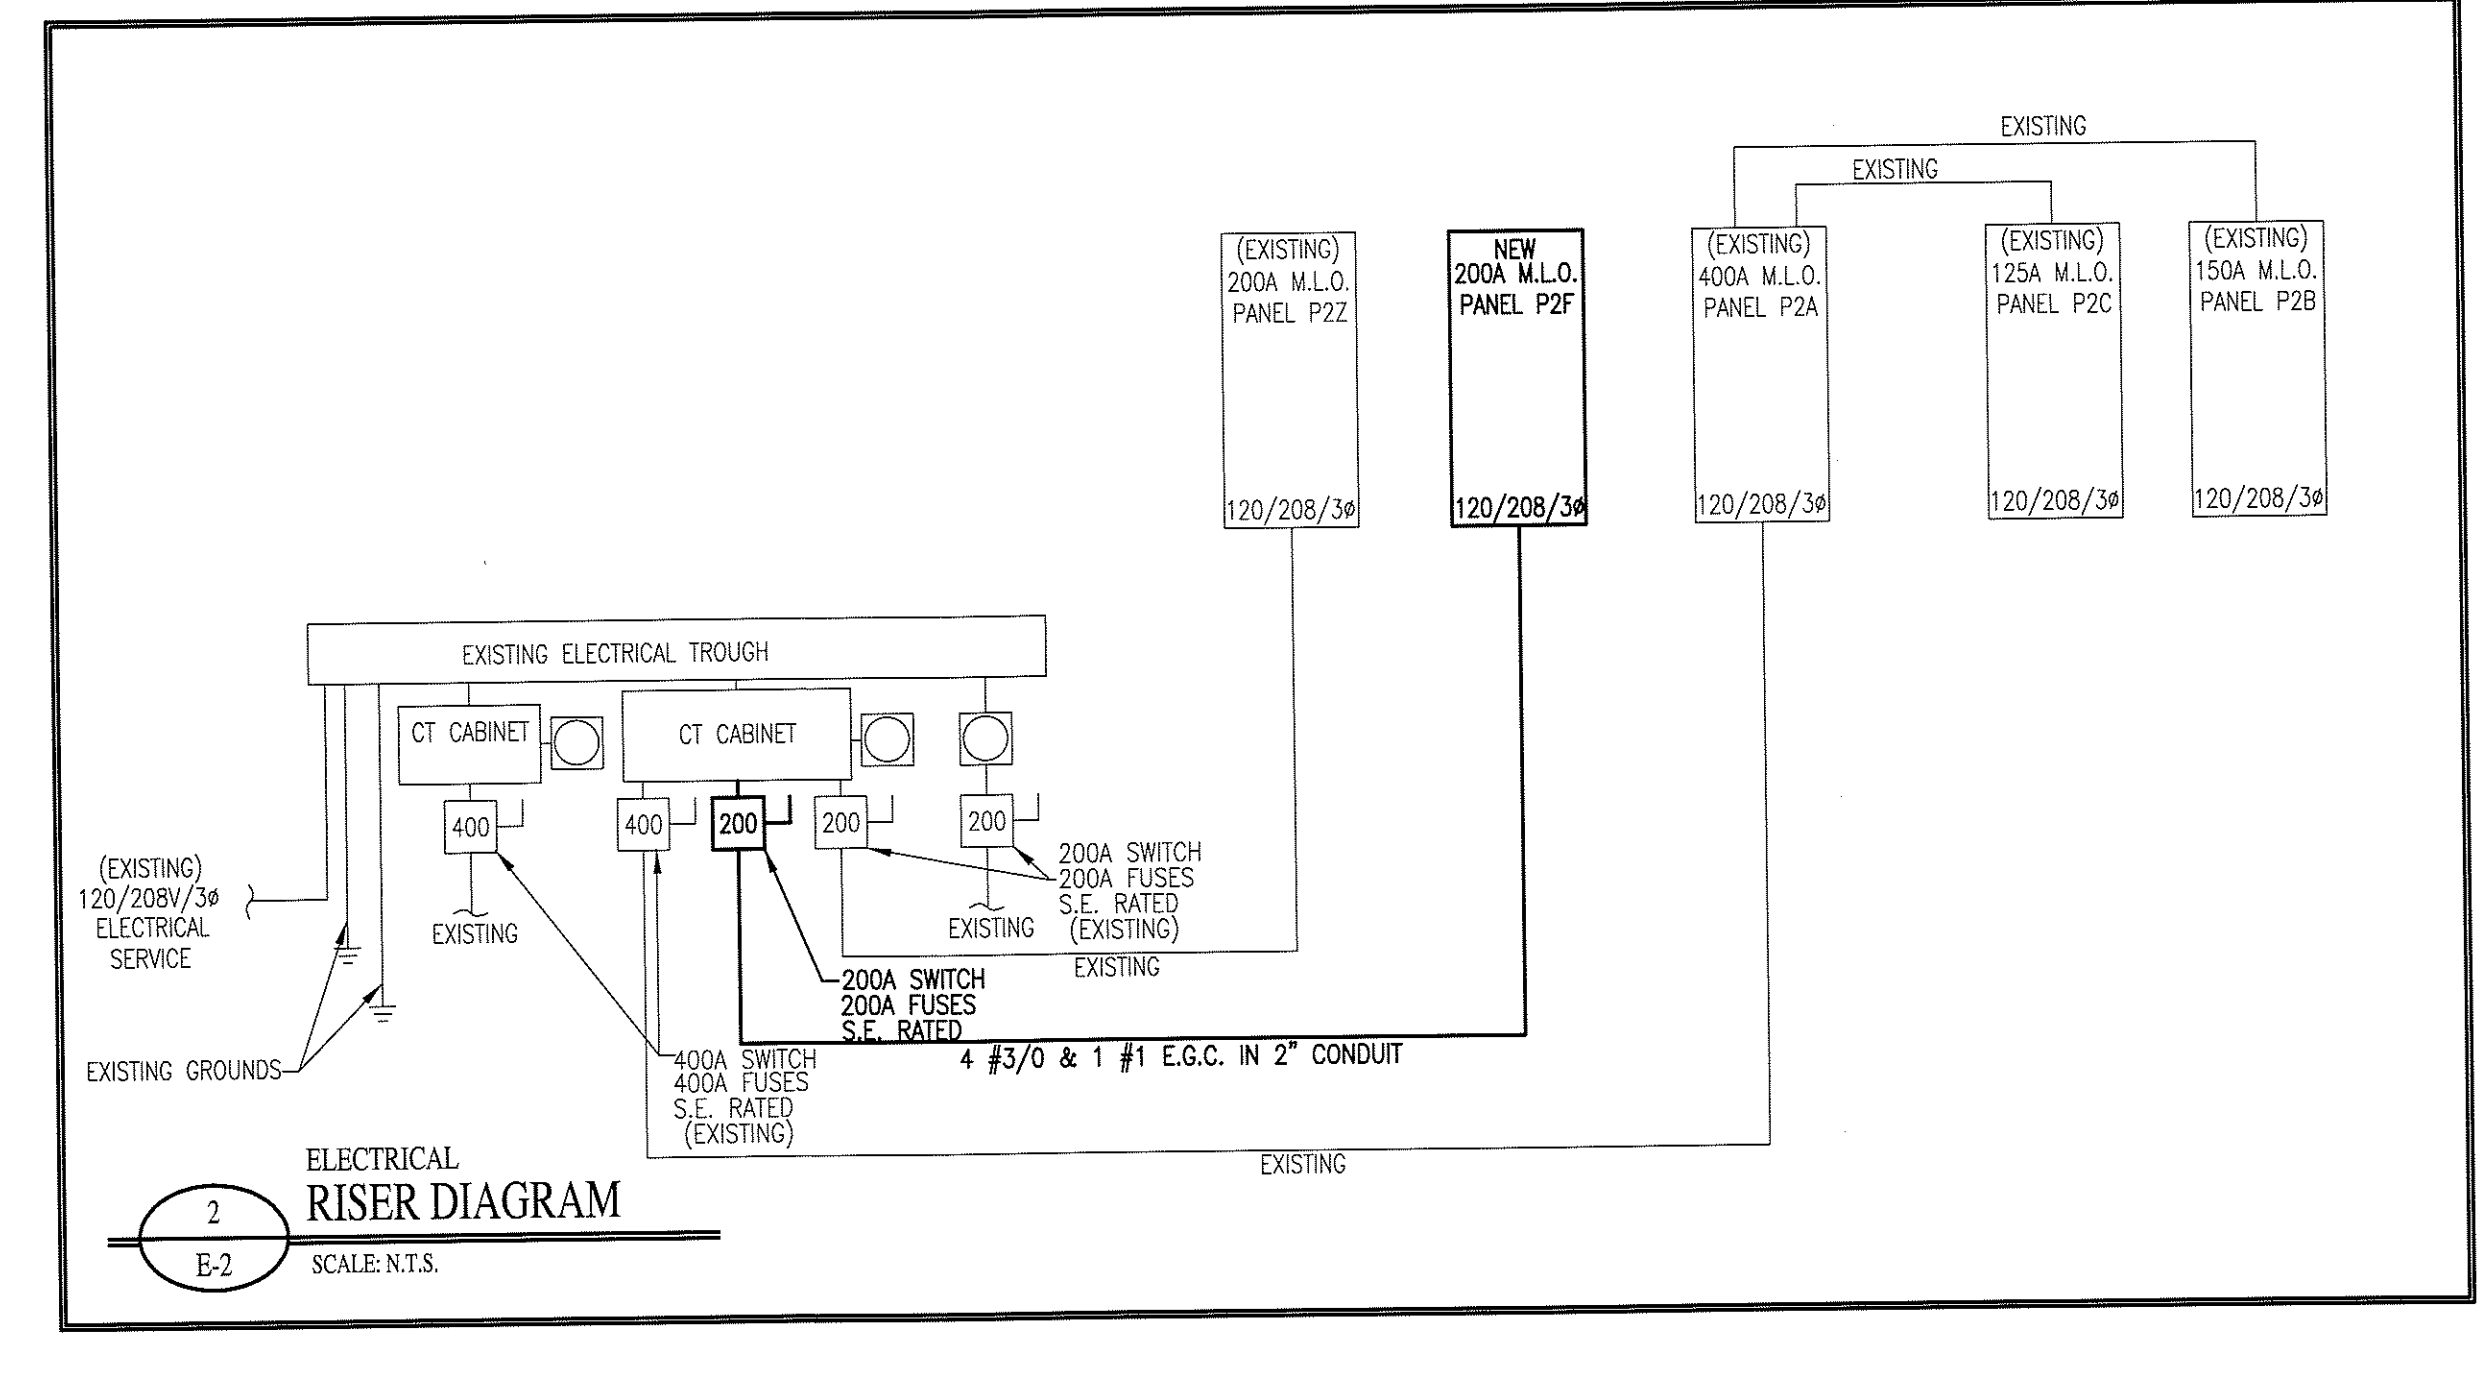 EXISTING
EXISTING
(EXISTING)
200A M.L.O.
PANEL P2Z
120/208/3ø
NEW
200A M.L.O.
PANEL P2F
120/208/3ø
(EXISTING)
400A M.L.O.
PANEL P2A
120/208/3ø
(EXISTING)
125A M.L.O.
PANEL P2C
120/208/3ø
(EXISTING)
150A M.L.O.
PANEL P2B
120/208/3ø
EXISTING ELECTRICAL TROUGH
CT CABINET
CT CABINET
400
400
200
200
200
(EXISTING)
120/208V/3ø
ELECTRICAL
SERVICE
EXISTING
EXISTING
200A SWITCH
200A FUSES
S.E. RATED
(EXISTING)
EXISTING
200A SWITCH
200A FUSES
S.E. RATED
4 #3/0 & 1 #1 E.G.C. IN 2" CONDUIT
EXISTING GROUNDS
400A SWITCH
400A FUSES
S.E. RATED
(EXISTING)
EXISTING
ELECTRICAL
RISER DIAGRAM
2
E-2
SCALE: N.T.S.